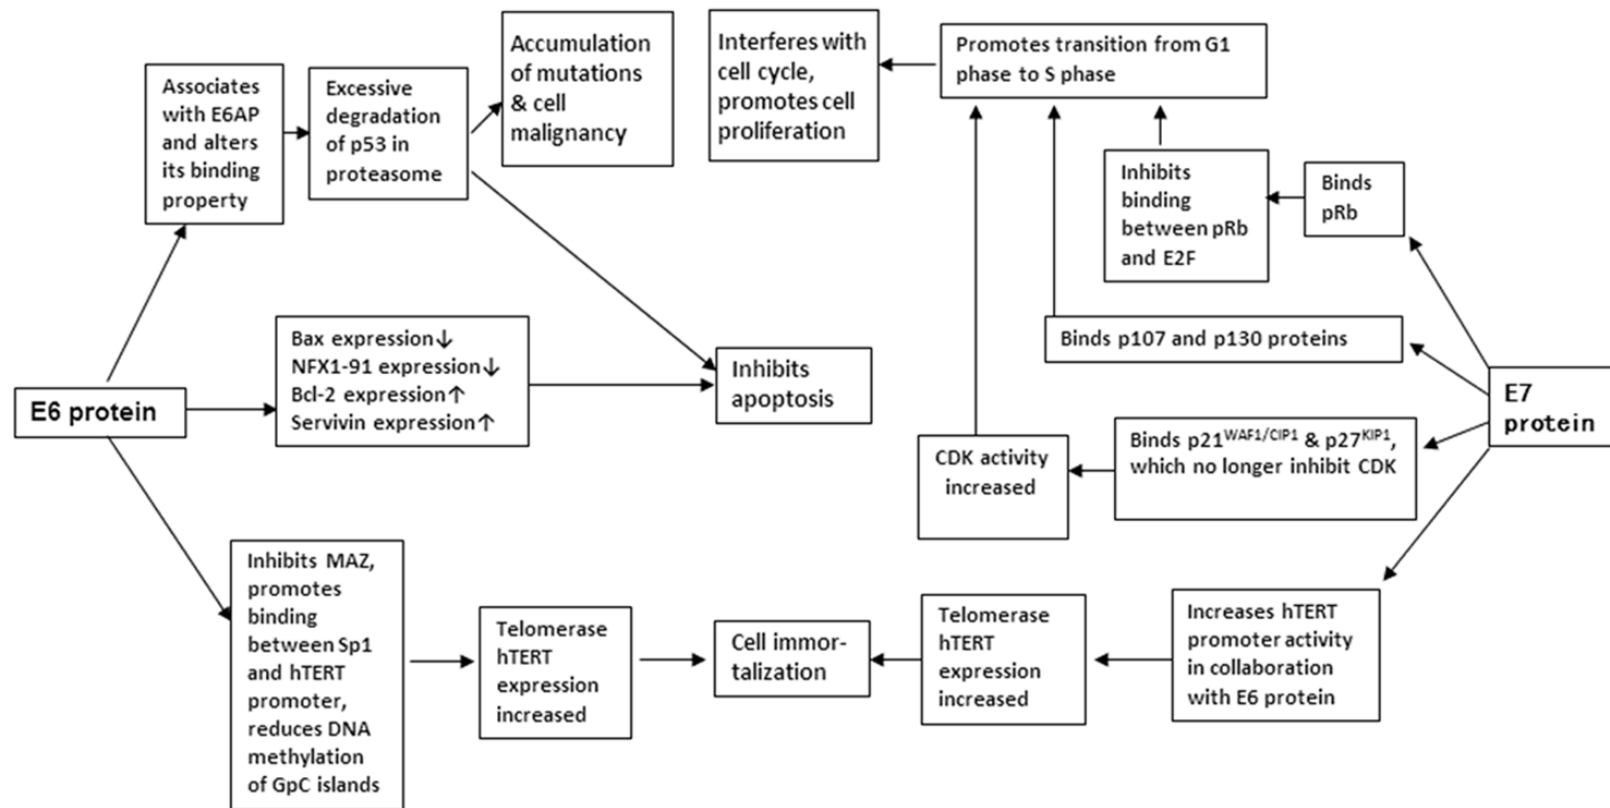 Associates
with E6AP
and alters
its binding
property
Excessive
degradation
of p53 in
proteasome
Accumulation
of mutations
& cell
malignancy
Interferes with
cell cycle,
promotes cell
proliferation
Promotes transition from G1
phase to S phase
Inhibits
binding
between pRb
and E2F
Binds
pRb
Bax expression↓
NFX1-91 expression↓
Bcl-2 expression↑
Servivin expression↑
Inhibits
apoptosis
Binds p107 and p130 proteins
E6 protein
E7
protein
CDK activity
increased
Binds p21WAF1/CIP1 & p27KIP1,
which no longer inhibit CDK
Inhibits MAZ,
promotes
binding
between Sp1
and hTERT
promoter,
reduces DNA
methylation
of GpC islands
Telomerase
hTERT
expression
increased
Cell immor-
talization
Telomerase
hTERT
expression
increased
Increases hTERT
promoter activity
in collaboration
with E6 protein